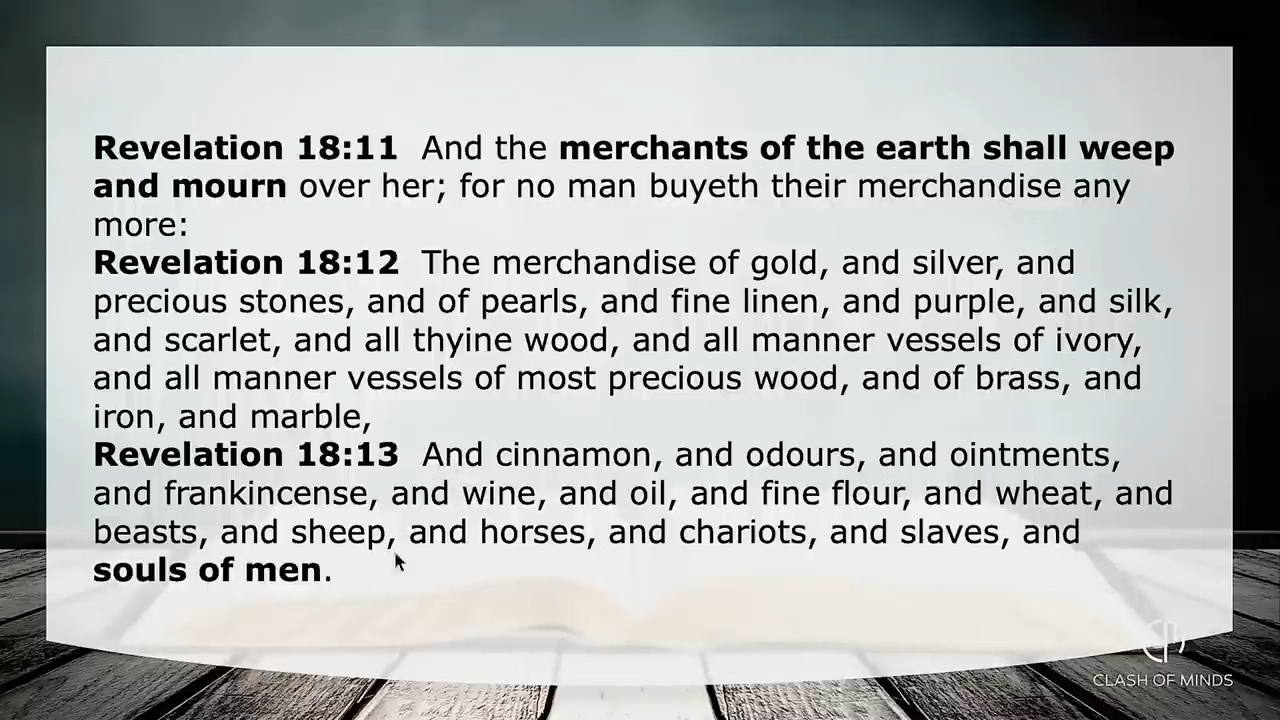 Revelation 18:11 And the merchants of the earth shall weep
and mourn over her; for no man buyeth their merchandise any
more:
Revelation 18:12 The merchandise of gold, and silver, and
precious stones, and of pearls, and fine linen, and purple, and silk,
and scarlet, and all thyine wood, and all manner vessels of ivory,
and all manner vessels of most precious wood, and of brass, and
iron, and marble,
Revelation 18:13 And cinnamon, and odours, and ointments,
and frankincense, and wine, and oil, and fine flour, and wheat, and
beasts, and sheep, and horses, and chariots, and slaves, and
souls of men.
CLASH OF MINDS